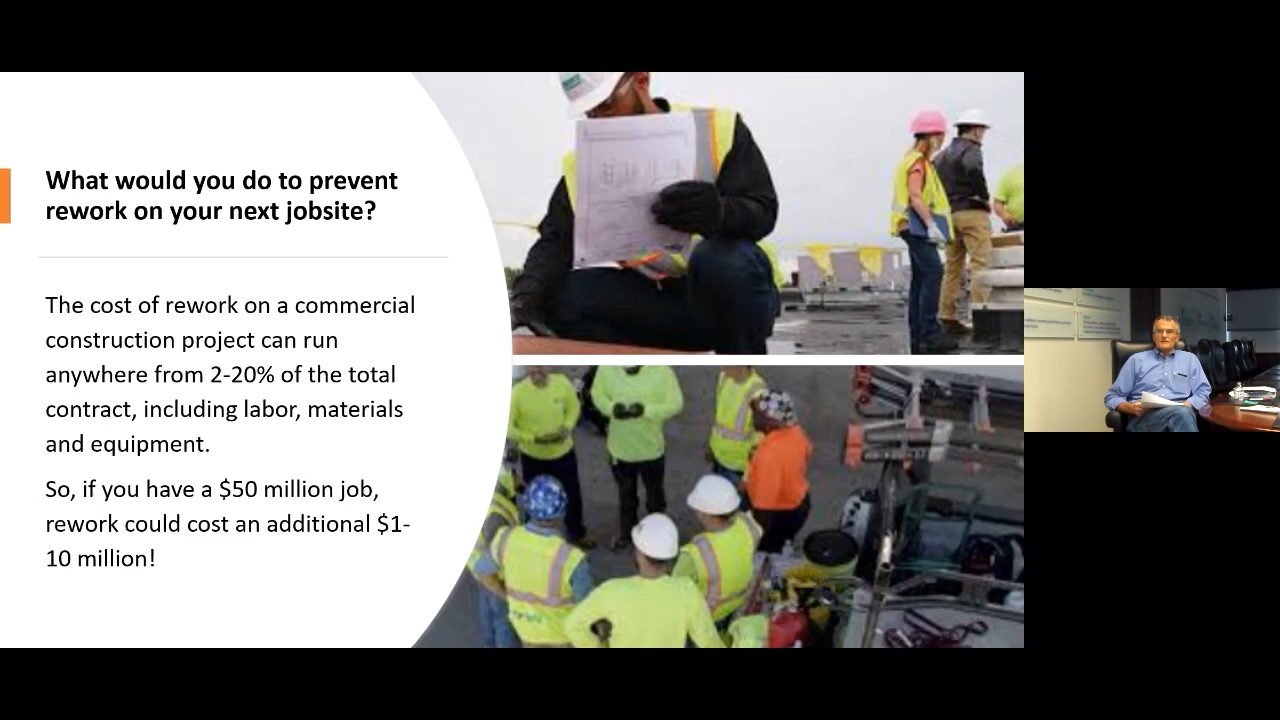 What would you do to prevent
rework on your next jobsite?
The cost of rework on a commercial
construction project can run
anywhere from 2-20% of the total
contract, including labor, materials
and equipment.
So, if you have a $50 million job,
rework could cost an additional $1-
10 million!